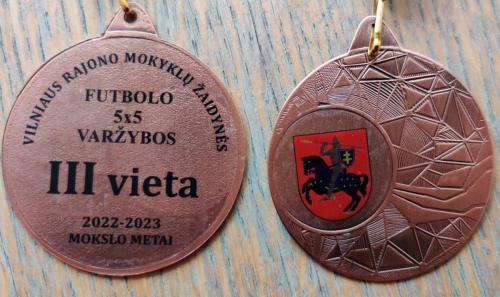 VILNIAUS RAJONO MOKYKLŲ ŽAIDYNĖS
FUTBOLO
5x5
VARŽYBOS
III vieta
2022-2023
MOKSLO METAI